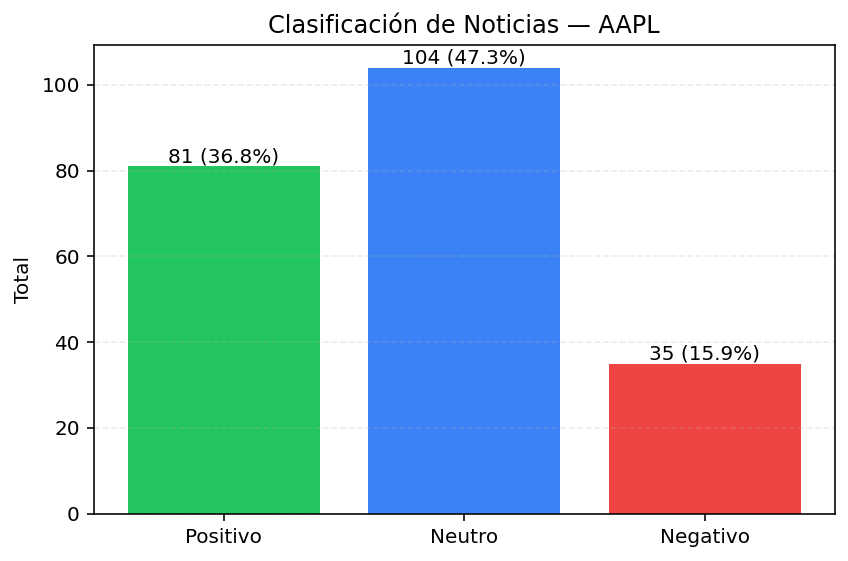 Clasificación de Noticias — AAPL
104 (47.3%)
81 (36.8%)
35 (15.9%)
100
80
60
40
20
0
Total
Positivo
Neutro
Negativo